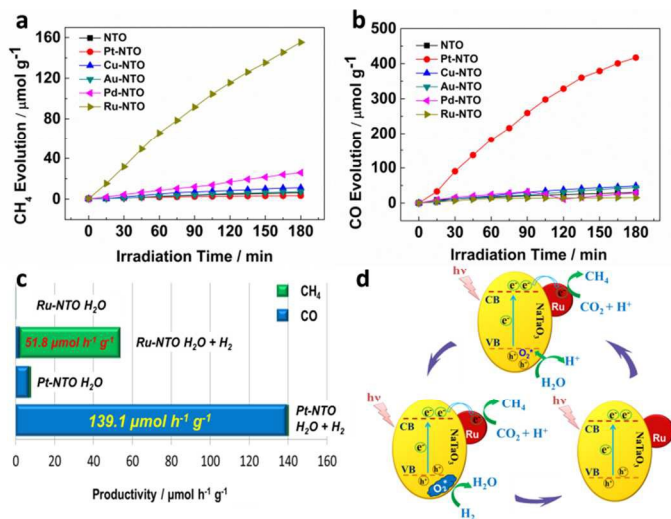 a
CH₄ Evolution / μmol g⁻¹
160
120
80
40
0
NTO
Pt-NTO
Cu-NTO
Au-NTO
Pd-NTO
Ru-NTO
0 30 60 90 120 150 180
Irradiation Time / min
b
CO Evolution / μmol g⁻¹
500
400
300
200
100
0
NTO
Pt-NTO
Cu-NTO
Au-NTO
Pd-NTO
Ru-NTO
0 30 60 90 120 150 180
Irradiation Time / min
c
CH₄
CO
Ru-NTO H₂O
51.8 μmol h⁻¹ g⁻¹
Ru-NTO H₂O + H₂
Pt-NTO H₂O
139.1 μmol h⁻¹ g⁻¹
Pt-NTO
H₂O + H₂
0 20 40 60 80 100 120 140 160
Productivity / μmol h⁻¹ g⁻¹
d
hν
e⁻ e⁻
CB
e⁻
NaTaO₃
Ru
CH₄
CO₂ + H⁺
VB
h⁺
h⁺
H⁺
H₂O
hν
e⁻ e⁻
CB
e⁻
NaTaO₃
Ru
CH₄
CO₂ + H⁺
VB
h⁺
h⁺
H₂O
H₂
hν
CB
e⁻
NaTaO₃
Ru
VB
h⁺
h⁺